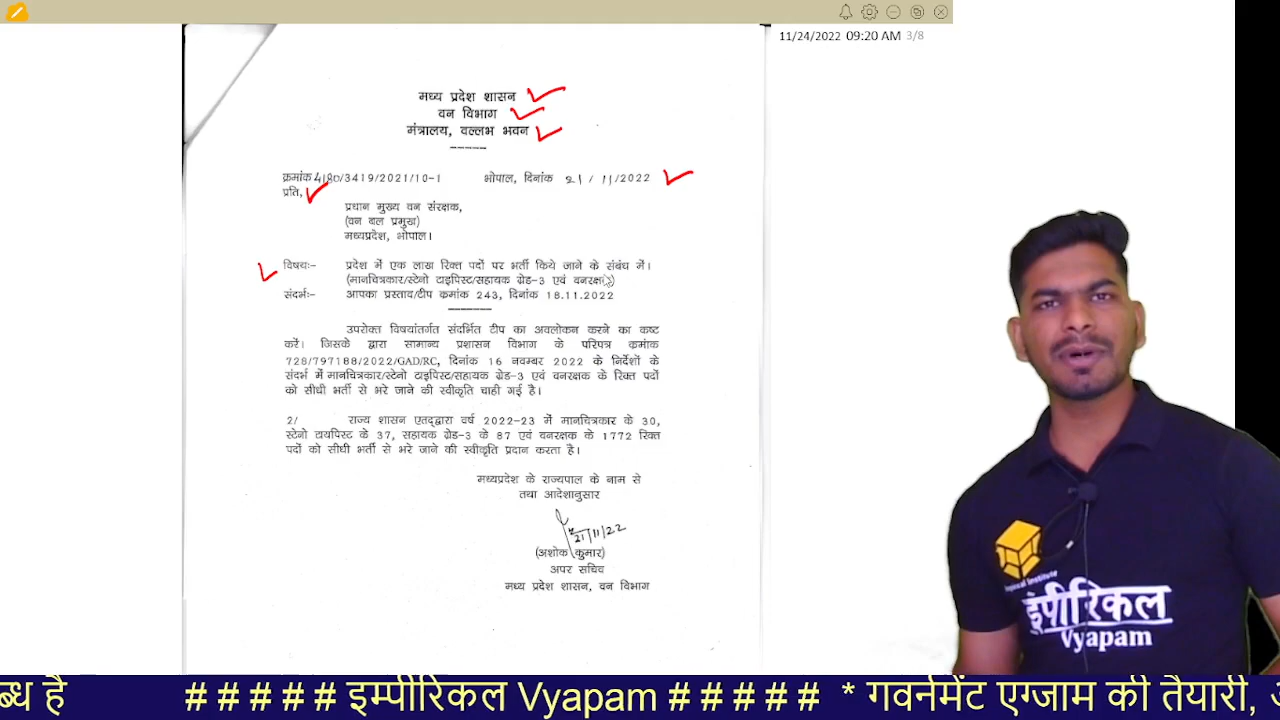 11/24/2022 09:20 AM 3/8
मध्य प्रदेश शासन
वन विभाग
मंत्रालय, वल्लभ भवन
क्रमांक 4180/3419/2021/10-1 भोपाल, दिनांक 21/11/2022
प्रति,
प्रधान मुख्य वन संरक्षक,
(वन बल प्रमुख)
मध्यप्रदेश, भोपाल।
विषयः- प्रदेश में एक लाख रिक्त पदों पर भर्ती किये जाने के संबंध में।
(मानचित्रकार/स्टेनो टाइपिस्ट/सहायक ग्रेड-3 एवं वनरक्षक)
संदर्भः- आपका प्रस्ताव/टीप कमांक 243, दिनांक 18.11.2022
उपरोक्त विषयांतर्गत संदर्भित टीप का अवलोकन करने का कष्ट
करें। जिसके द्वारा सामान्य प्रशासन विभाग के परिपत्र क्रमांक
728/797188/2022/GAD/RC, दिनांक 16 नवम्बर 2022 के निर्देशों के
संदर्भ में मानचित्रकार/स्टेनो टाइपिस्ट/सहायक ग्रेड-3 एवं वनरक्षक के रिक्त पदों
को सीधी भर्ती से भरे जाने की स्वीकृति चाही गई है।
2/ राज्य शासन एतद्द्वारा वर्ष 2022-23 में मानचित्रकार के 30,
स्टेनो टायपिस्ट के 37, सहायक ग्रेड-3 के 87 एवं वनरक्षक के 1772 रिक्त
पदों को सीधी भर्ती से भरे जाने की स्वीकृति प्रदान करता है।
मध्यप्रदेश के राज्यपाल के नाम से
तथा आदेशानुसार
21/11/22
(अशोक कुमार)
अपर सचिव
मध्य प्रदेश शासन, वन विभाग
Institute
इंपीरिकल
Vyapam
ब्ध है # # # # # इम्पीरिकल Vyapam # # # # # * गवर्नमेंट एग्जाम की तैयारी,